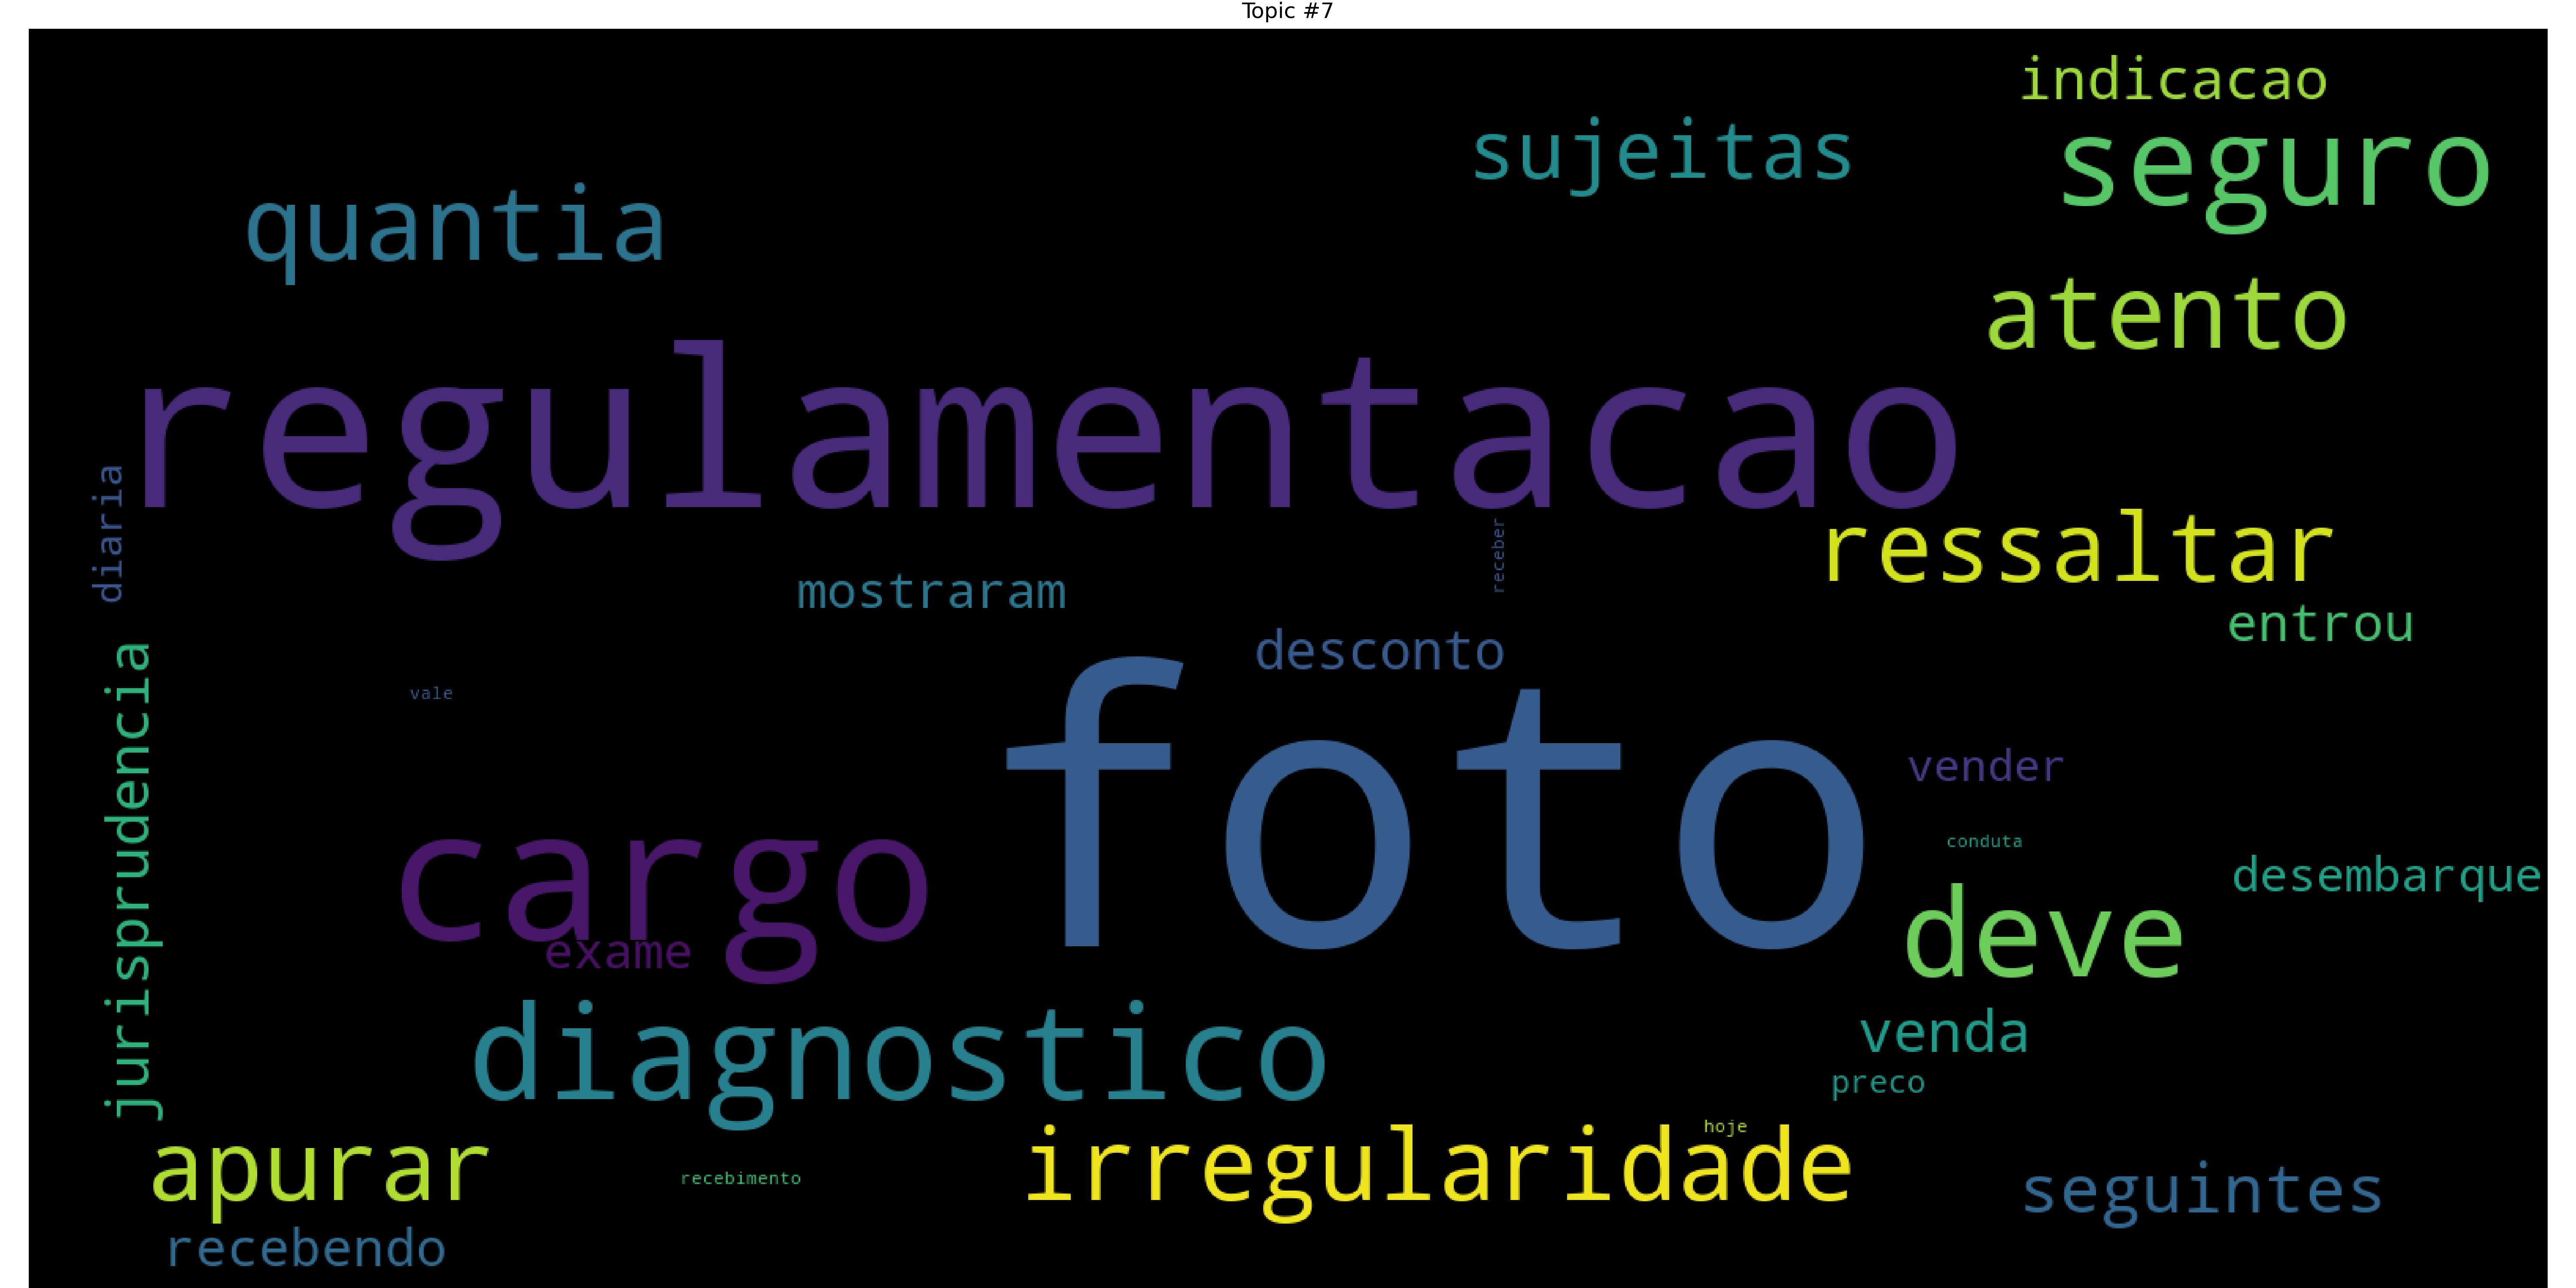 Topic #7
indicacao
sujeitas
seguro
quantia
atento
regulamentacao
diaria
receber
ressaltar
mostraram
entrou
desconto
jurisprudencia
vale
foto
vender
conduta
cargo
desembarque
deve
exame
diagnostico
venda
preco
hoje
apurar
irregularidade
recebimento
seguintes
recebendo